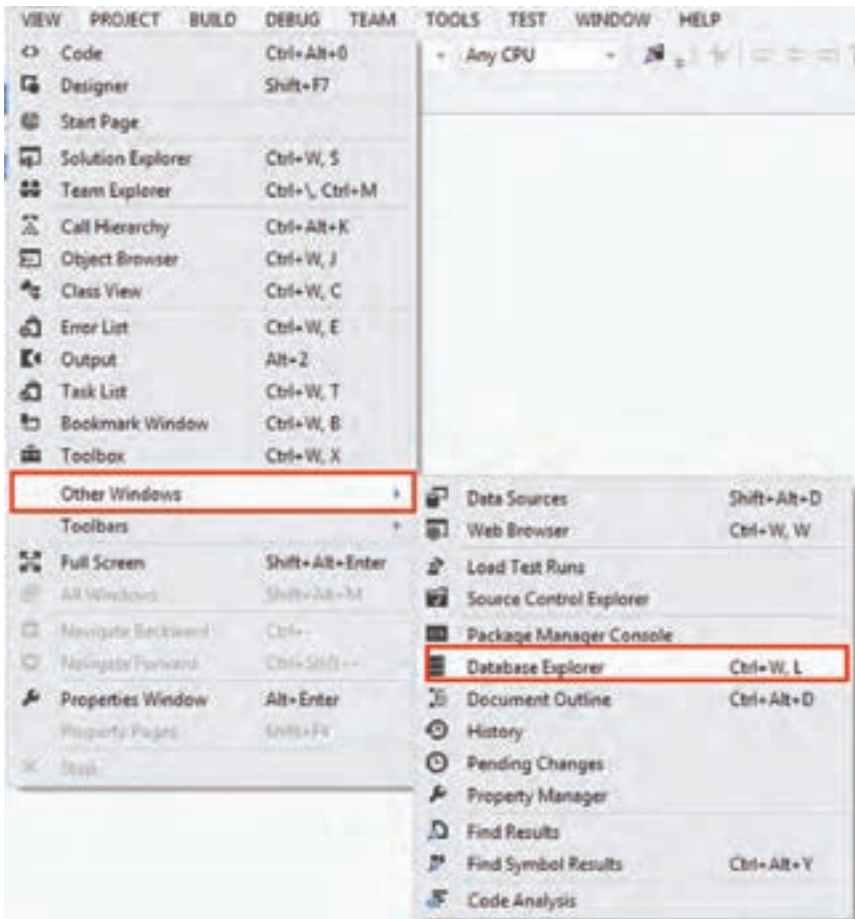 VIEW PROJECT BUILD DEBUG TEAM TOOLS TEST WINDOW HELP
Any CPU
Code Ctrl+Alt+0
Designer Shift+F7
Start Page
Solution Explorer Ctrl+W, S
Team Explorer Ctrl+\, Ctrl+M
Call Hierarchy Ctrl+Alt+K
Object Browser Ctrl+W, J
Class View Ctrl+W, C
Error List Ctrl+W, E
Output Alt+2
Task List Ctrl+W, T
Bookmark Window Ctrl+W, B
Toolbox Ctrl+W, X
Other Windows
Toolbars
Full Screen Shift+Alt+Enter
All Windows Shift+Alt+M
Navigate Backward Ctrl+-
Navigate Forward
Properties Window Alt+Enter
Property Pages Shift+F4
Stop
Data Sources Shift+Alt+D
Web Browser Ctrl+W, W
Load Test Runs
Source Control Explorer
Package Manager Console
Database Explorer Ctrl+W, L
Document Outline Ctrl+Alt+D
History
Pending Changes
Property Manager
Find Results
Find Symbol Results Ctrl+Alt+Y
Code Analysis